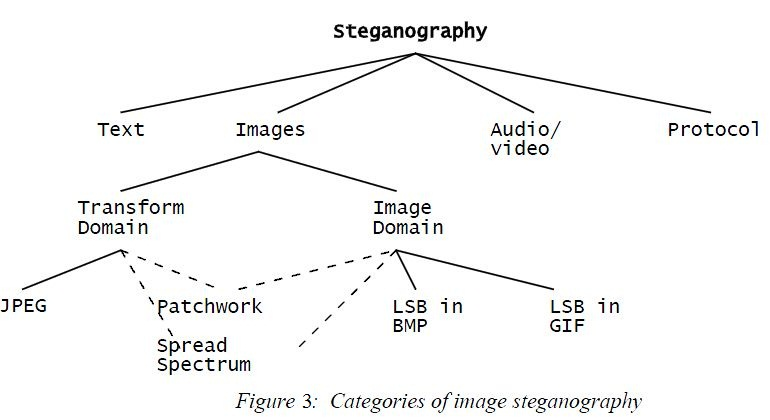 Steganography
Text Images Audio/ Protocol
video
Transform Image
Domain Domain
JPEG Patchwork LSB in LSB in
BMP GIF
Spread
Spectrum
Figure 3: Categories of image steganography